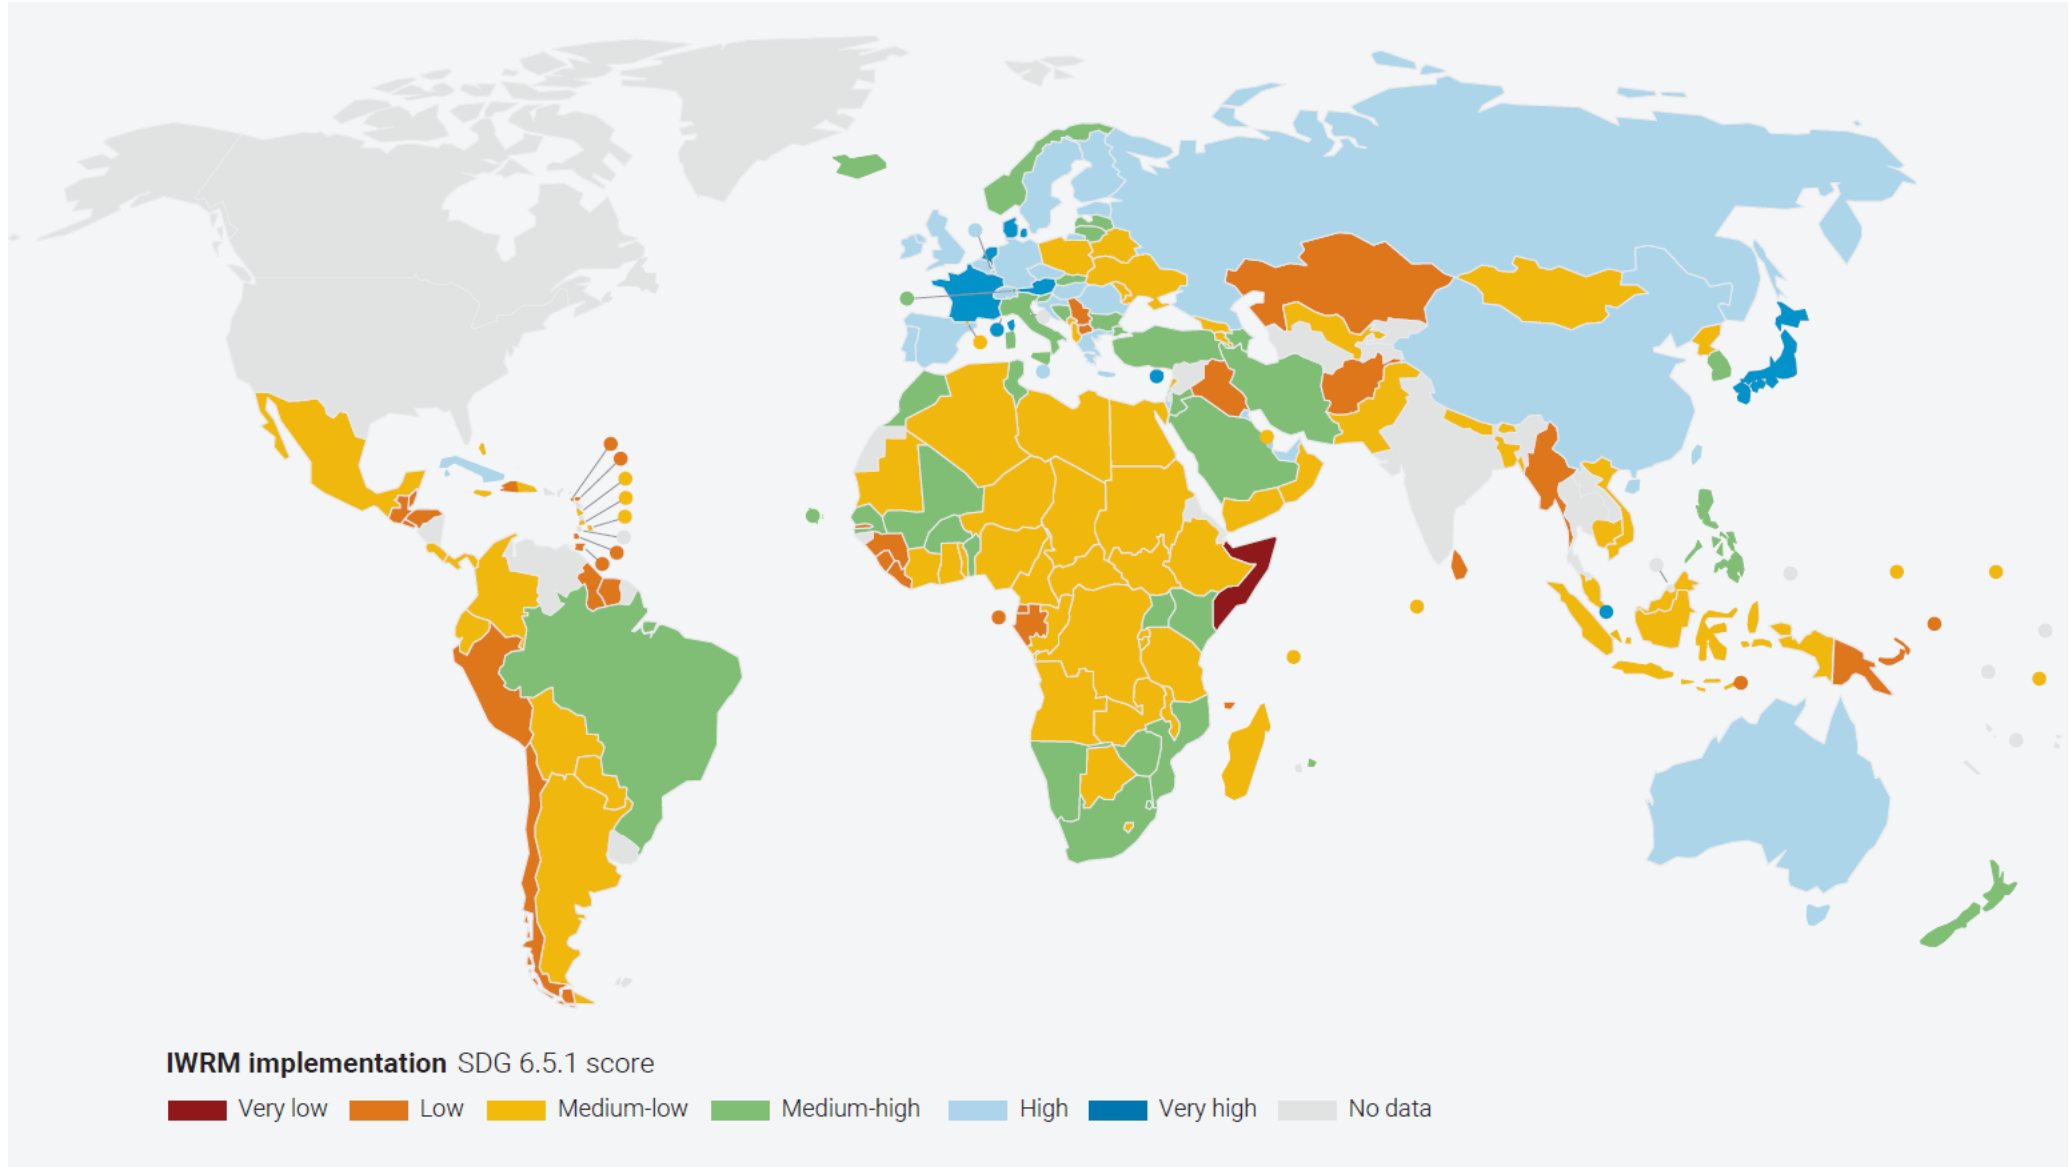 IWRM implementation SDG 6.5.1 score
Very low Low Medium-low Medium-high High Very high No data